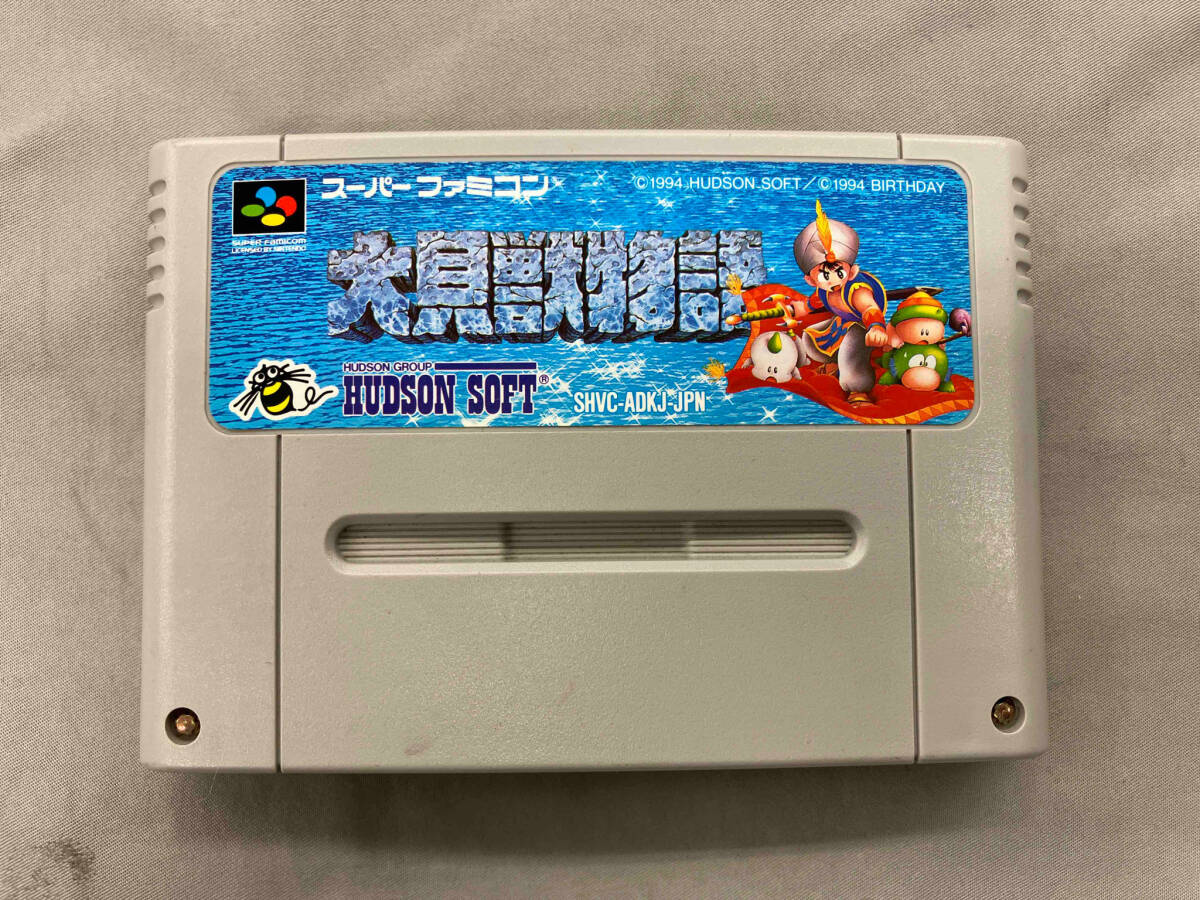 スーパーファミコン
©1994 HUDSON SOFT/©1994 BIRTHDAY
SUPER FAMICOM
LICENSED BY NINTENDO
大貝獣物語
HUDSON GROUP
HUDSON SOFT®
SHVC-ADKJ-JPN